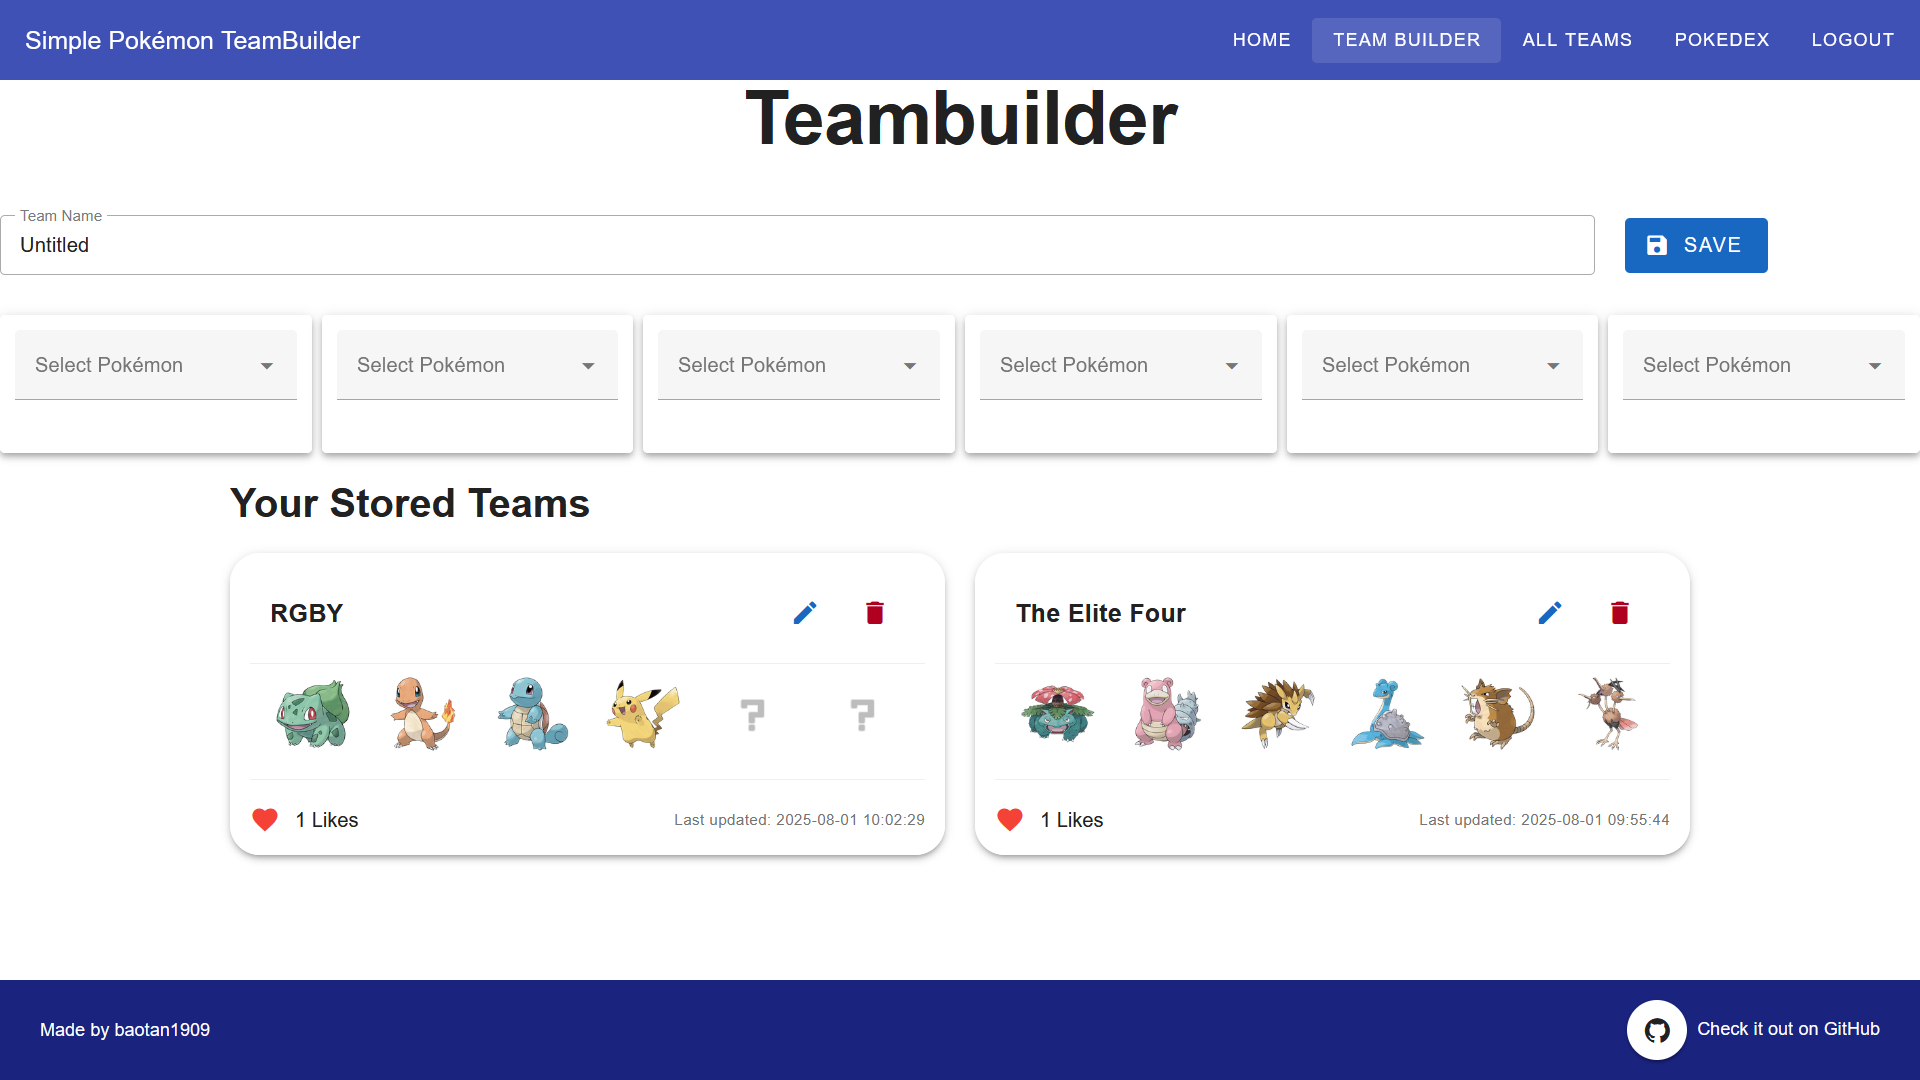 Simple Pokémon TeamBuilder
HOME
TEAM BUILDER
ALL TEAMS
POKEDEX
LOGOUT
Teambuilder
Team Name
Untitled
SAVE
Select Pokémon
Select Pokémon
Select Pokémon
Select Pokémon
Select Pokémon
Select Pokémon
Your Stored Teams
RGBY
? ?
1 Likes
Last updated: 2025-08-01 10:02:29
The Elite Four
1 Likes
Last updated: 2025-08-01 09:55:44
Made by baotan1909
Check it out on GitHub